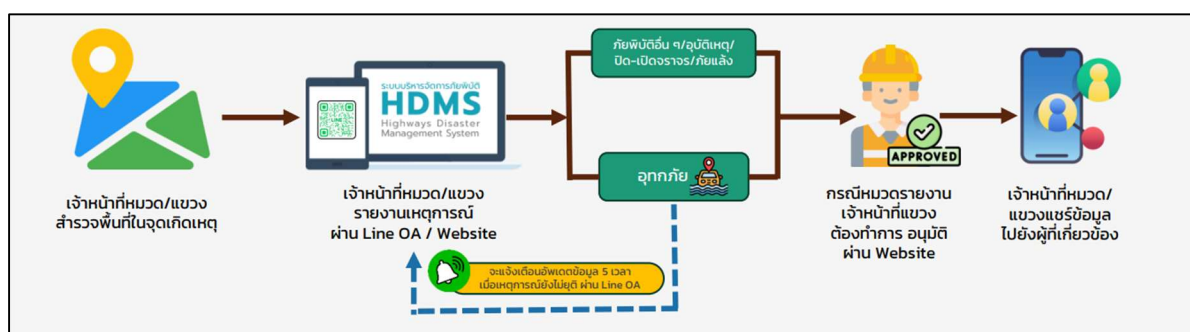 ภัยพิบัติอื่น ๆ/อุบัติเหตุ/
ปิด-เปิดจราจร/ภัยแล้ง
LINE
ระบบบริหารจัดการภัยพิบัติ
HDMS
Highways Disaster
Management System
APPROVED
อุทกภัย
เจ้าหน้าที่หมวด/แขวง
สำรวจพื้นที่ในจุดเกิดเหตุ
เจ้าหน้าที่หมวด/แขวง
รายงานเหตุการณ์
ผ่าน Line OA / Website
กรณีหมวดรายงาน
เจ้าหน้าที่แขวง
ต้องทำการ อนุมัติ
ผ่าน Website
เจ้าหน้าที่หมวด/
แขวงแชร์ข้อมูล
ไปยังผู้ที่เกี่ยวข้อง
จะแจ้งเตือนอัพเดตข้อมูล 5 เวลา
เมื่อเหตุการณ์ยังไม่ยุติ ผ่าน Line OA